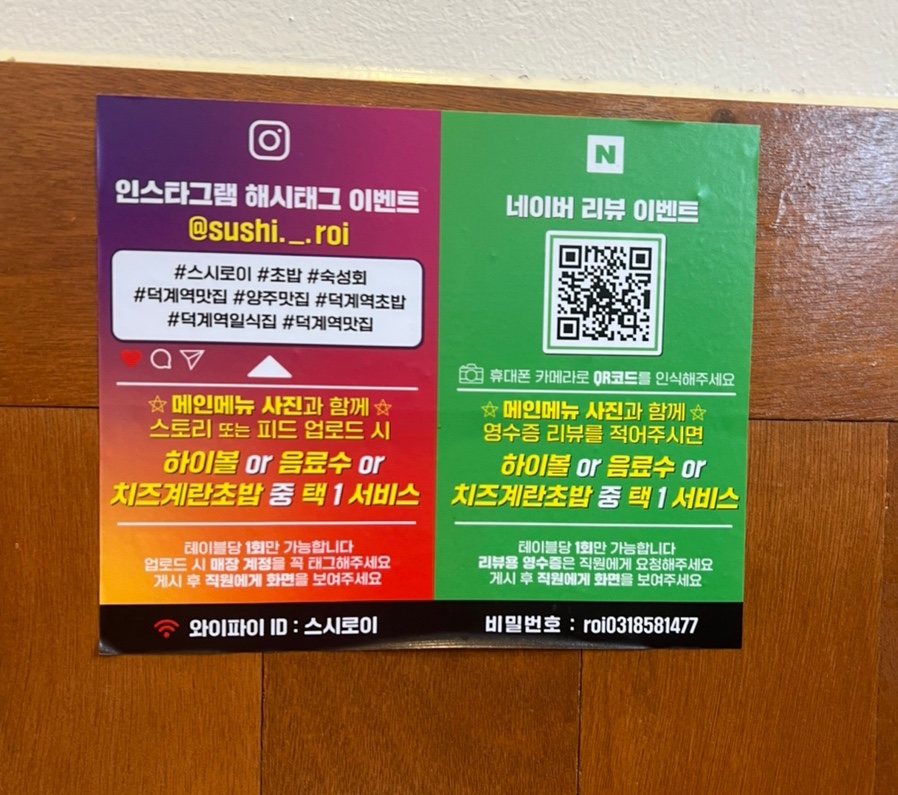 인스타그램 해시태그 이벤트
@sushi._.roi
#스시로이 #초밥 #숙성회
#덕계역맛집 #양주맛집 #덕계역초밥
#덕계역일식집 #덕계역맛집
☆ 메인메뉴 사진과 함께 ☆
스토리 또는 피드 업로드 시
하이볼 or 음료수 or
치즈계란초밥 중 택 1 서비스
테이블당 1회만 가능합니다
업로드 시 매장 계정을 꼭 태그해주세요
게시 후 직원에게 화면을 보여주세요
와이파이 ID : 스시로이
N
네이버 리뷰 이벤트
휴대폰 카메라로 QR코드를 인식해주세요
☆ 메인메뉴 사진과 함께 ☆
영수증 리뷰를 적어주시면
하이볼 or 음료수 or
치즈계란초밥 중 택 1 서비스
테이블당 1회만 가능합니다
리뷰용 영수증은 직원에게 요청해주세요
게시 후 직원에게 화면을 보여주세요
비밀번호 : roi0318581477